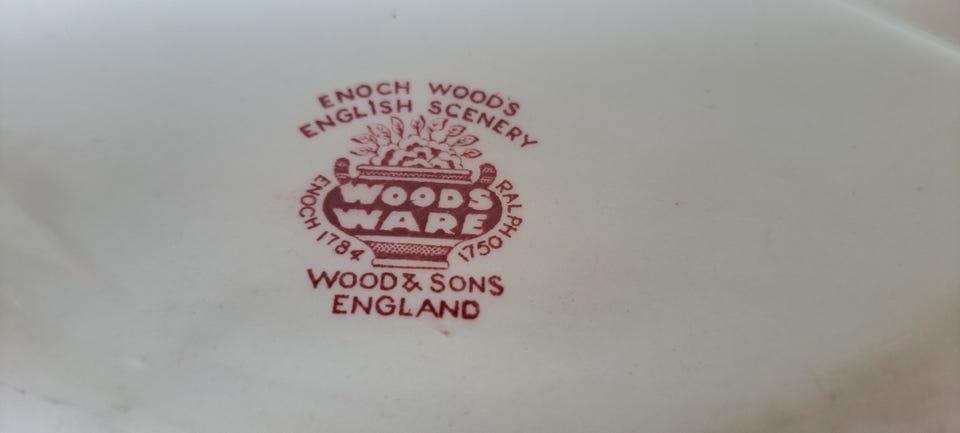 ENOCH WOOD'S
ENGLISH SCENERY
WOODS
WARE
ENOCH 1784
RALPH 1750
WOOD & SONS
ENGLAND